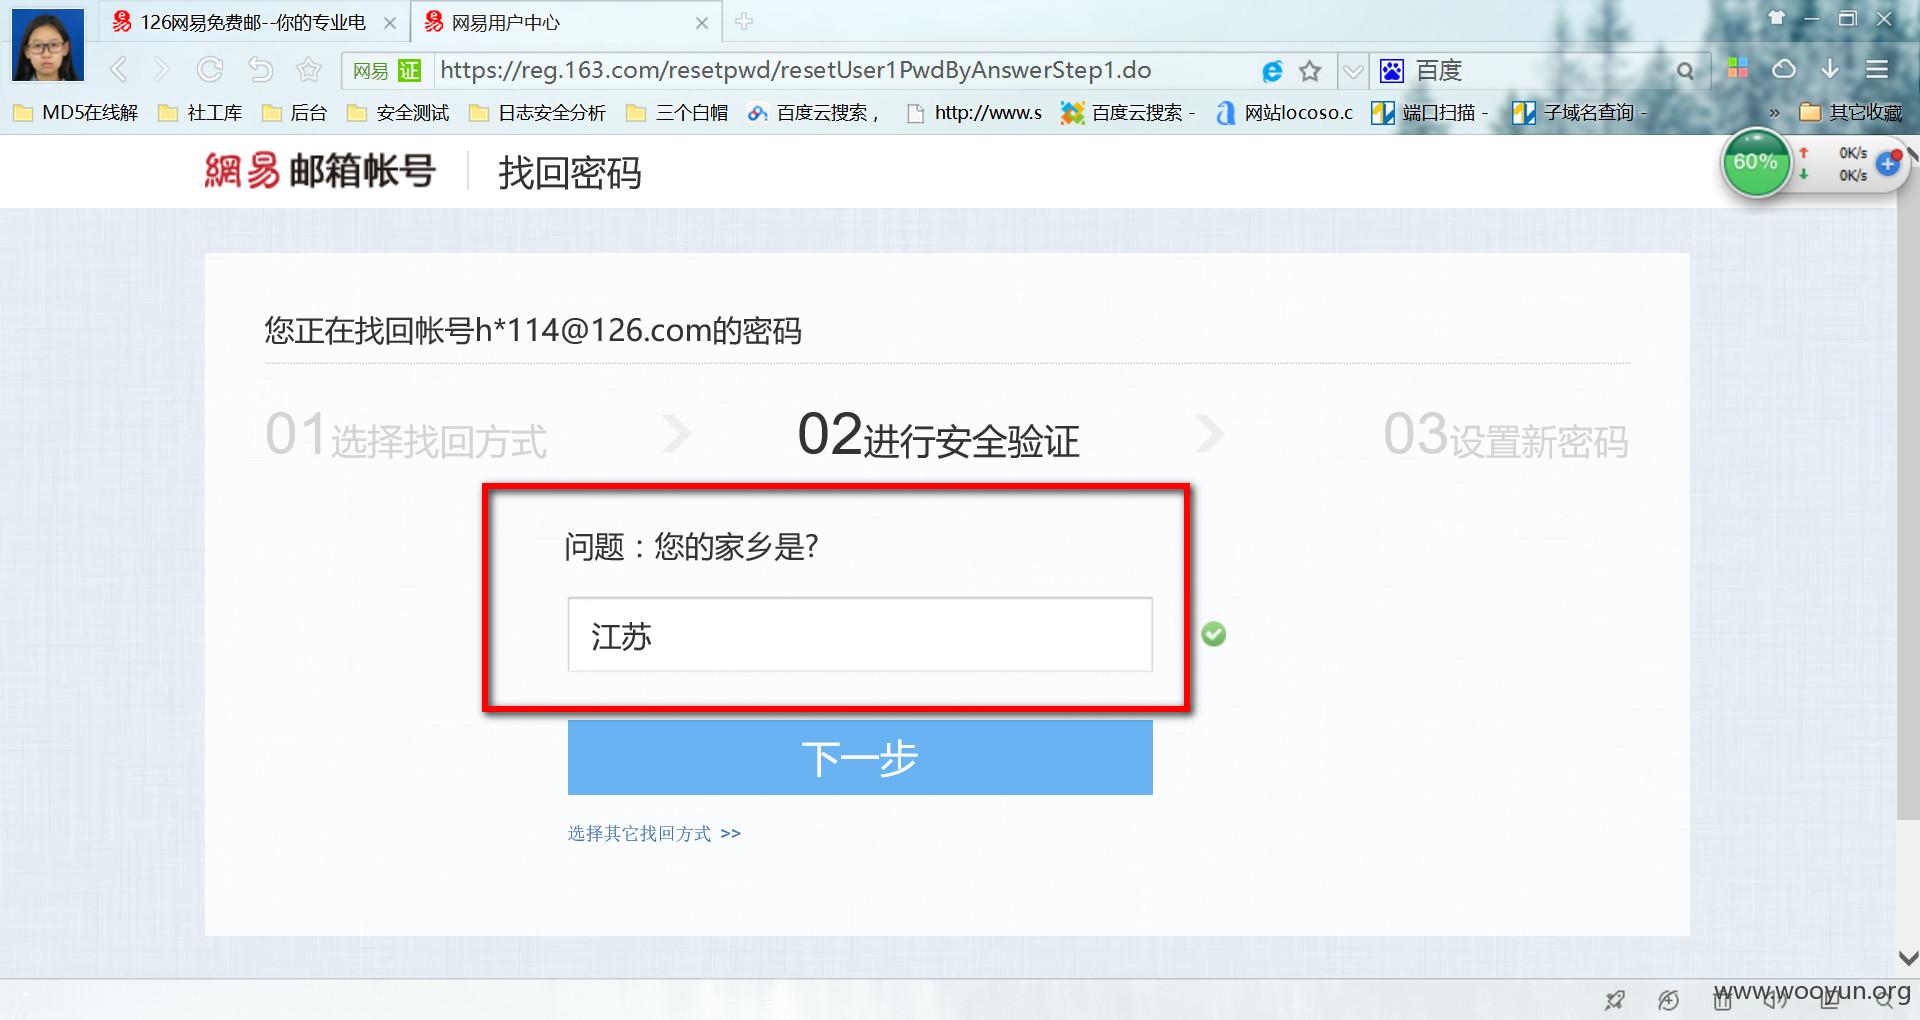 126网易免费邮--你的专业电
网易用户中心
网易 证 https://reg.163.com/resetpwd/resetUser1PwdByAnswerStep1.do 百度
MD5在线解 社工库 后台 安全测试 日志安全分析 三个白帽 百度云搜索， http://www.s 百度云搜索 - 网站locoso.c 端口扫描 - 子域名查询 - » 其它收藏
網易 邮箱帐号 找回密码
60% 0K/s
0K/s
您正在找回帐号h*114@126.com的密码
01选择找回方式 02进行安全验证 03设置新密码
问题：您的家乡是?
江苏
下一步
选择其它找回方式 >>
www.wooyun.org